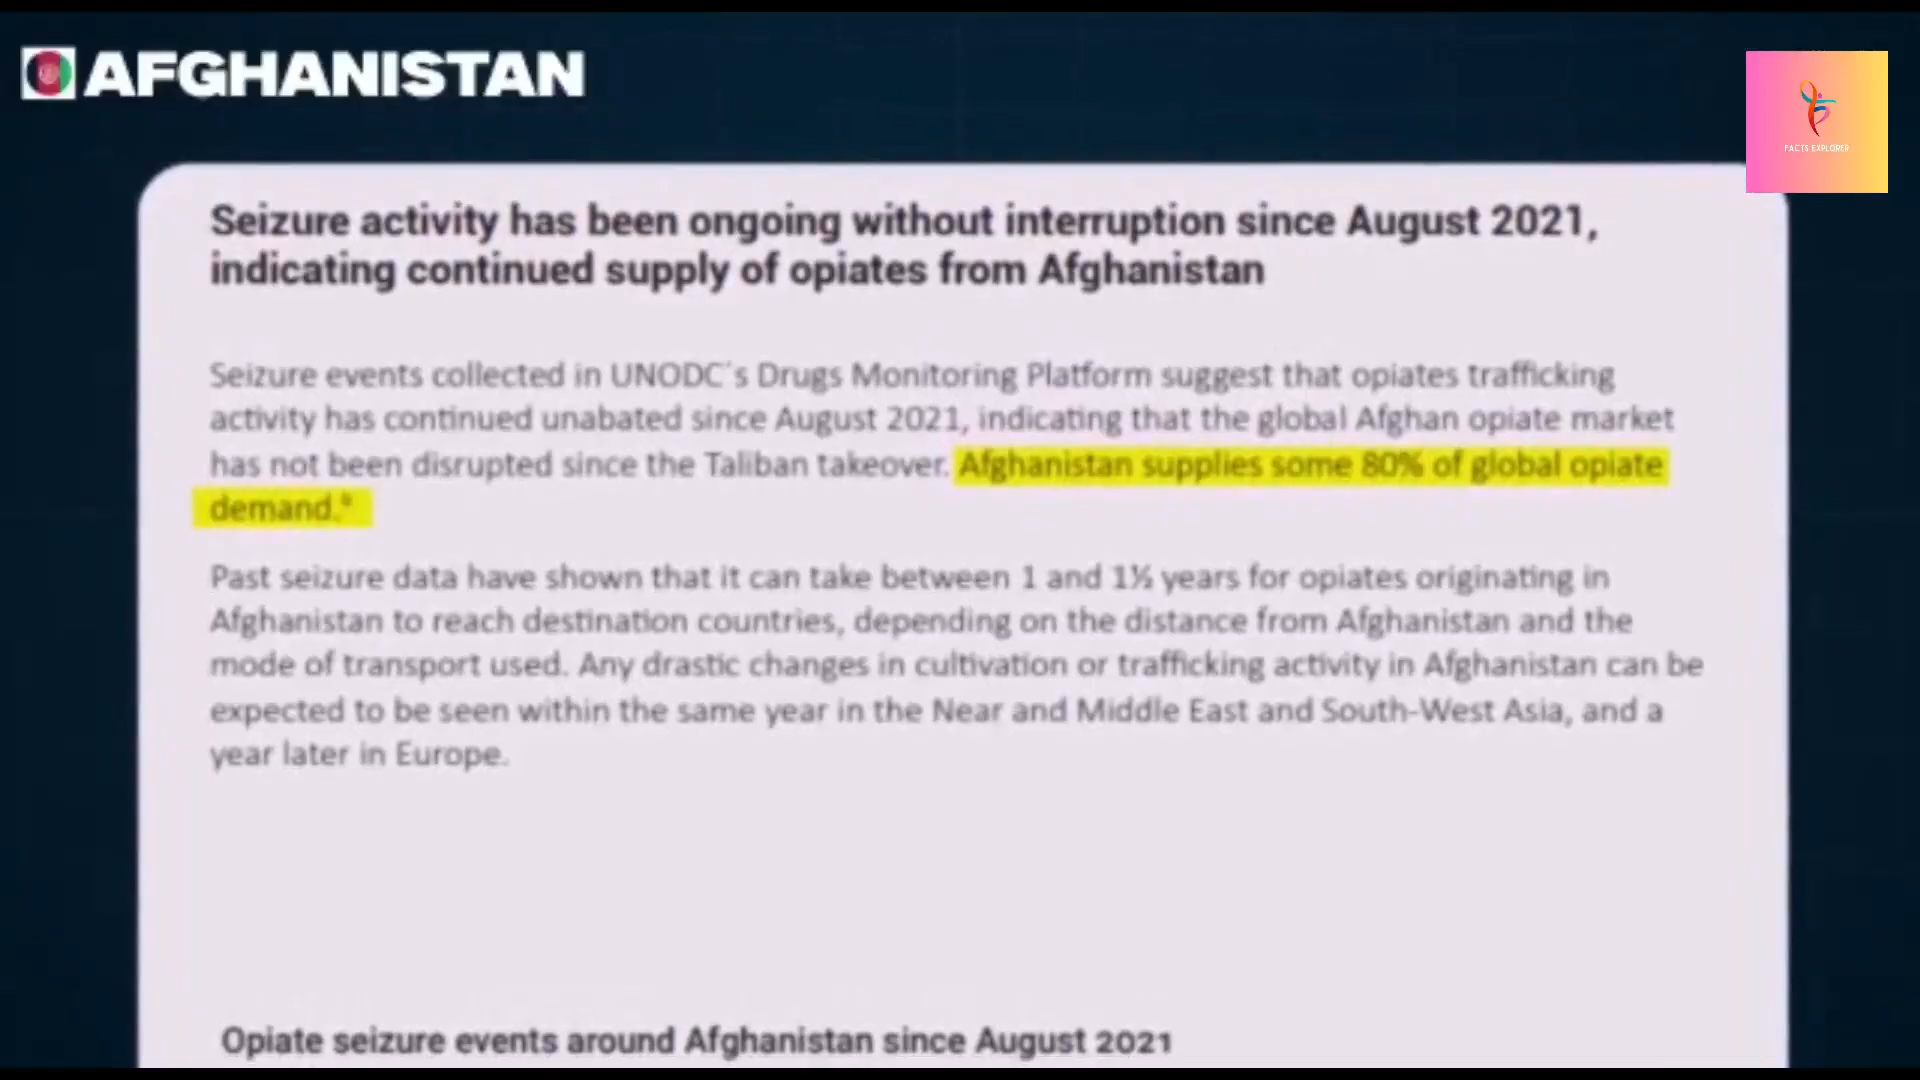 AFGHANISTAN
FACTS EXPLORER
Seizure activity has been ongoing without interruption since August 2021,
indicating continued supply of opiates from Afghanistan
Seizure events collected in UNODC´s Drugs Monitoring Platform suggest that opiates trafficking
activity has continued unabated since August 2021, indicating that the global Afghan opiate market
has not been disrupted since the Taliban takeover. Afghanistan supplies some 80% of global opiate
demand.
Past seizure data have shown that it can take between 1 and 1½ years for opiates originating in
Afghanistan to reach destination countries, depending on the distance from Afghanistan and the
mode of transport used. Any drastic changes in cultivation or trafficking activity in Afghanistan can be
expected to be seen within the same year in the Near and Middle East and South-West Asia, and a
year later in Europe.
Opiate seizure events around Afghanistan since August 2021